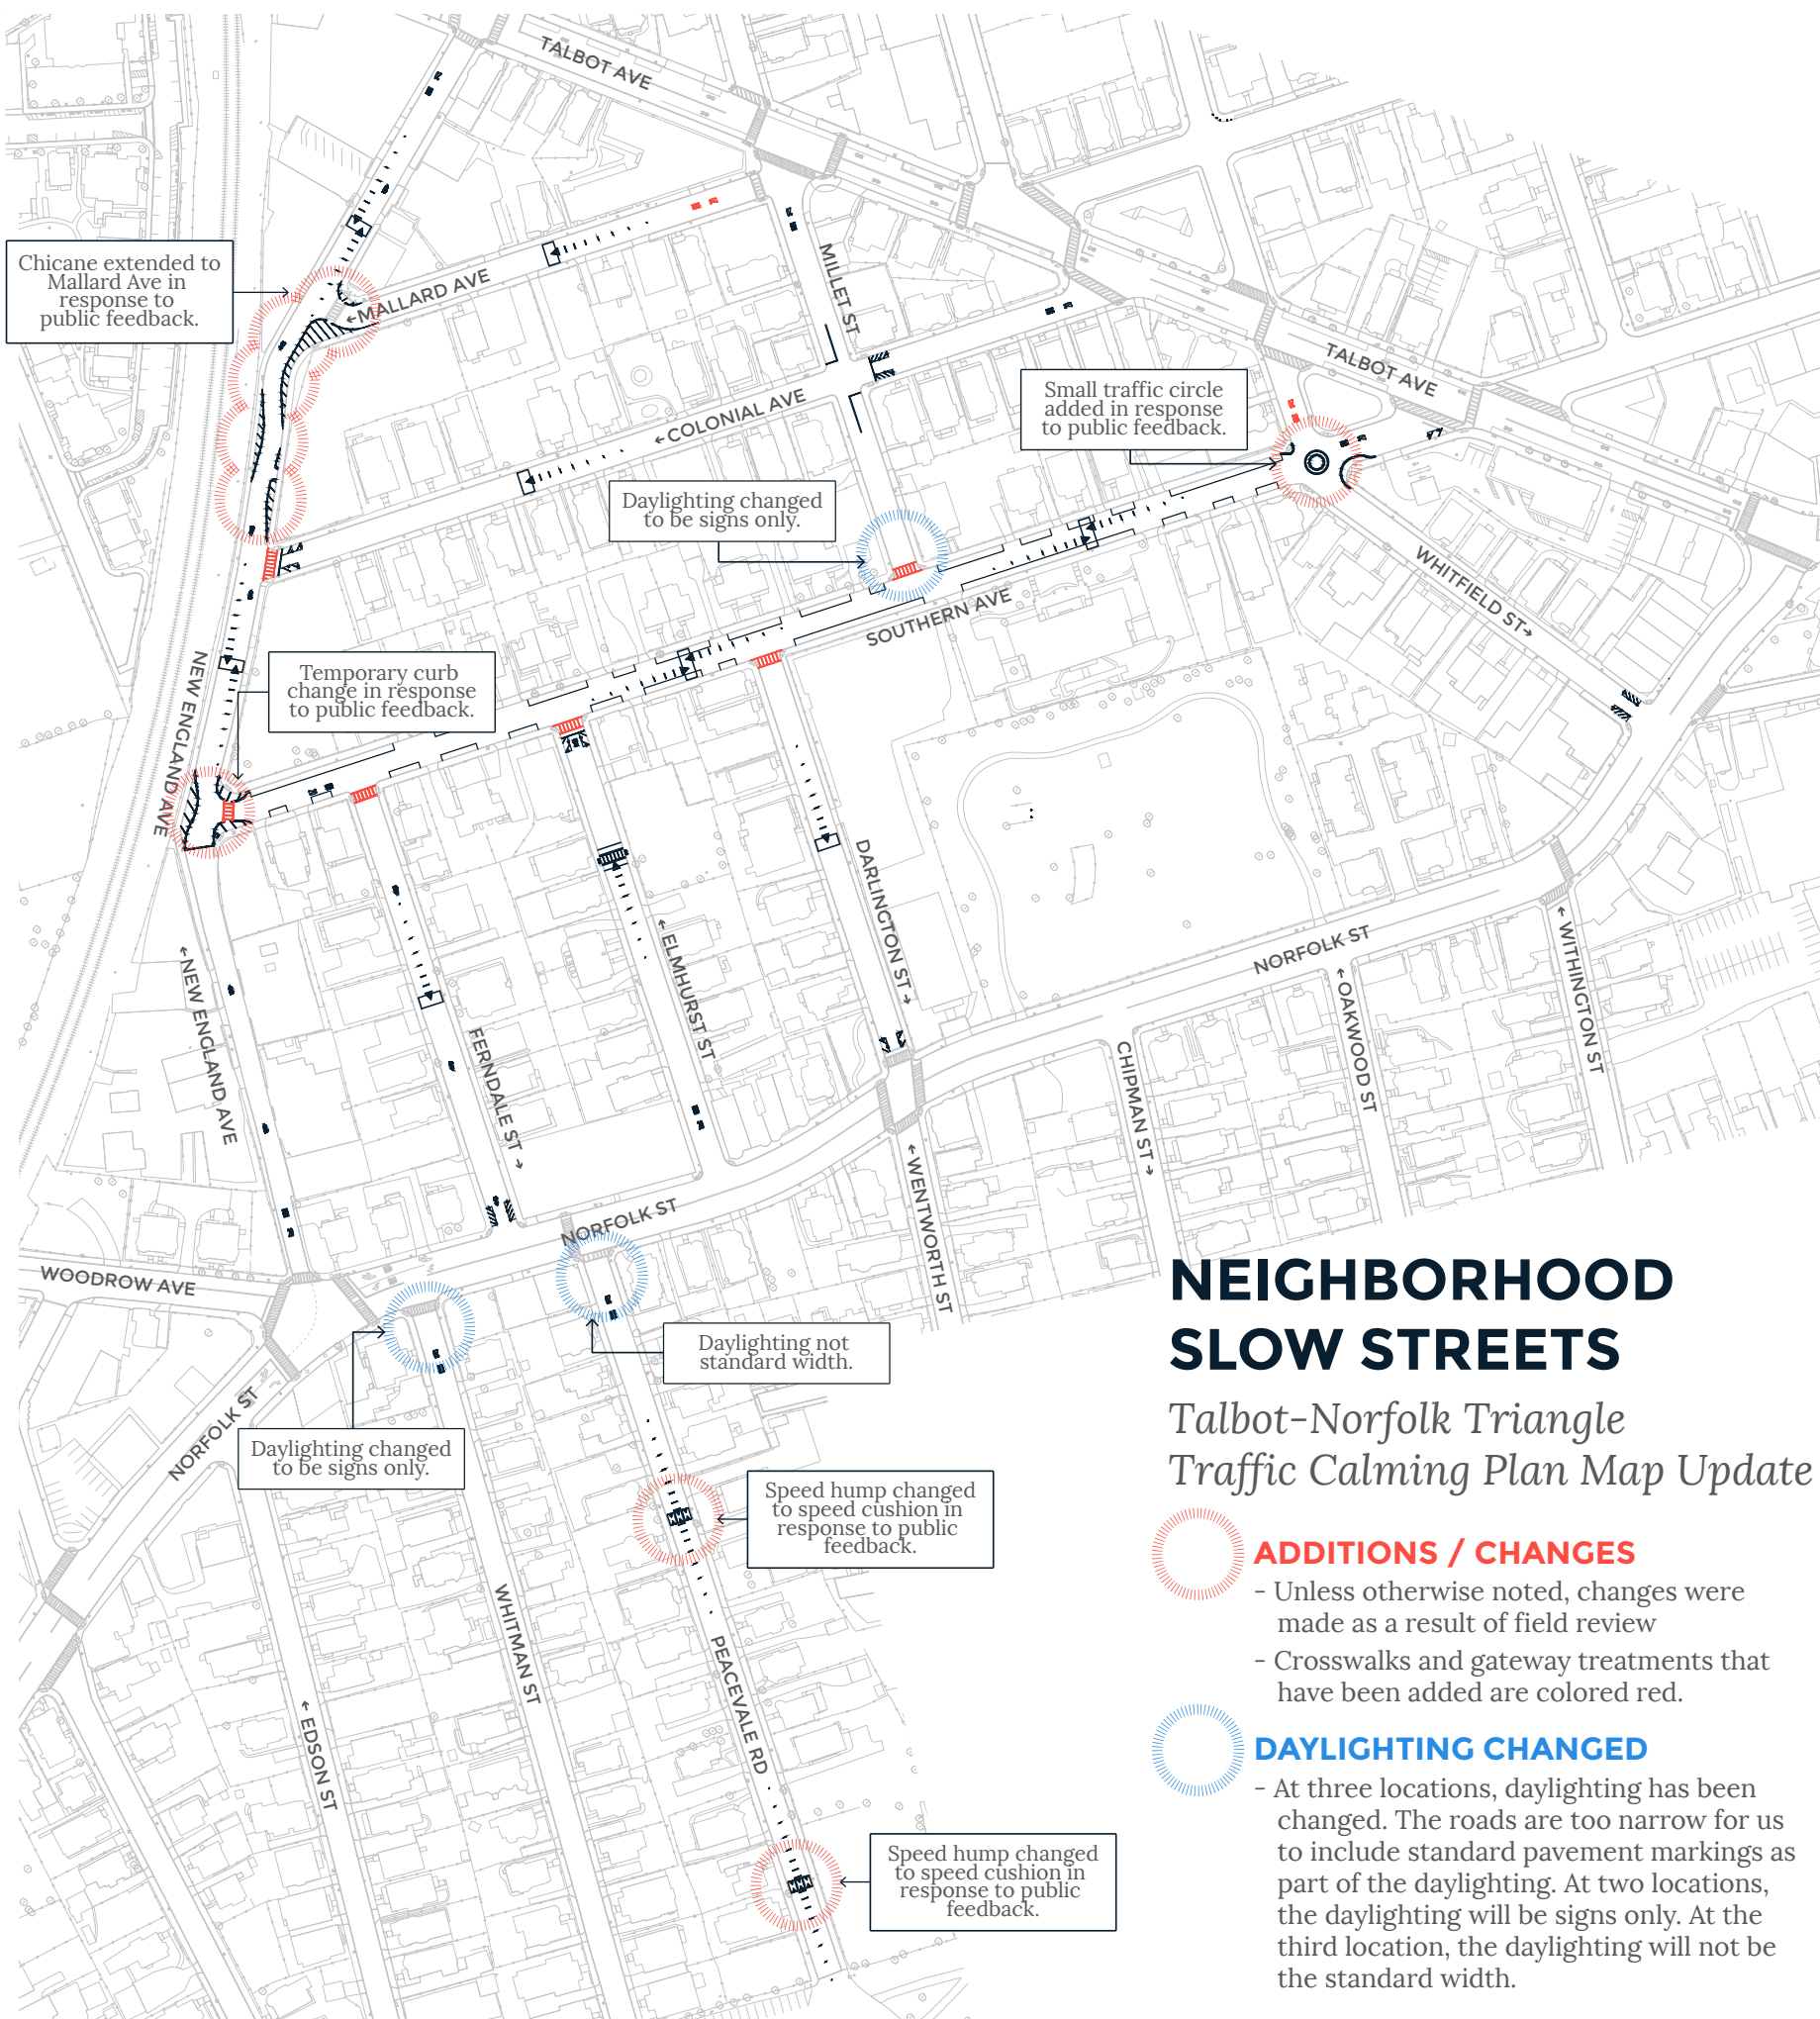 TALBOT AVE
Chicane extended to
Mallard Ave in
response to
public feedback.
←MALLARD AVE
MILLET ST
TALBOT AVE
Small traffic circle
added in response
to public feedback.
←COLONIAL AVE
Daylighting changed
to be signs only.
WHITFIELD ST→
SOUTHERN AVE
NEW ENGLAND AVE
Temporary curb
change in response
to public feedback.
DARLINGTON ST→
←ELMHURST ST
NORFOLK ST
←WITHINGTON ST
←OAKWOOD ST
←NEW ENGLAND AVE
FERNDALE ST→
CHIPMAN ST→
←WENTWORTH ST
NORFOLK ST
WOODROW AVE
Daylighting not
standard width.
NORFOLK ST
Daylighting changed
to be signs only.
Speed hump changed
to speed cushion in
response to public
feedback.
WHITMAN ST
PEACEVALE RD
←EDSON ST
Speed hump changed
to speed cushion in
response to public
feedback.
NEIGHBORHOOD
SLOW STREETS
Talbot-Norfolk Triangle
Traffic Calming Plan Map Update
ADDITIONS / CHANGES
- Unless otherwise noted, changes were
made as a result of field review
- Crosswalks and gateway treatments that
have been added are colored red.
DAYLIGHTING CHANGED
- At three locations, daylighting has been
changed. The roads are too narrow for us
to include standard pavement markings as
part of the daylighting. At two locations,
the daylighting will be signs only. At the
third location, the daylighting will not be
the standard width.